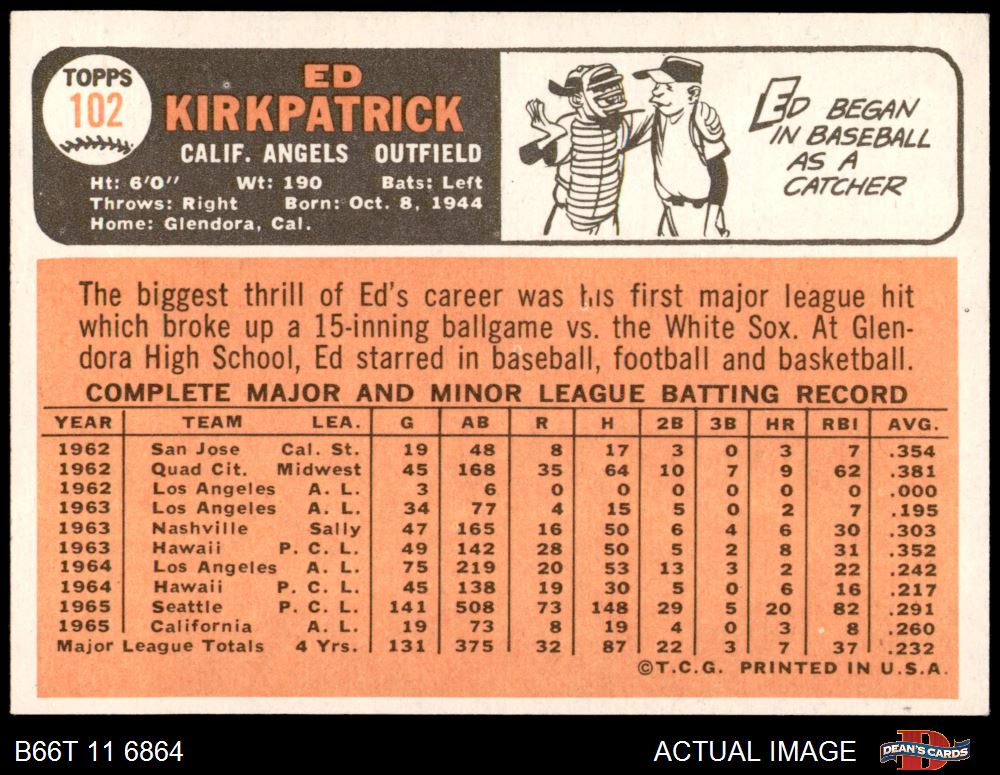 TOPPS
102
ED
KIRKPATRICK
CALIF. ANGELS OUTFIELD
Ht: 6'0" Wt: 190 Bats: Left
Throws: Right Born: Oct. 8, 1944
Home: Glendora, Cal.
ED BEGAN
IN BASEBALL
AS A
CATCHER
The biggest thrill of Ed's career was his first major league hit
which broke up a 15-inning ballgame vs. the White Sox. At Glen-
dora High School, Ed starred in baseball, football and basketball.
COMPLETE MAJOR AND MINOR LEAGUE BATTING RECORD
YEAR TEAM LEA. G AB R H 2B 3B HR RBI AVG.
1962 San Jose Cal. St. 19 48 8 17 3 0 3 7 .354
1962 Quad Cit. Midwest 45 168 35 64 10 7 9 62 .381
1962 Los Angeles A. L. 3 6 0 0 0 0 0 0 .000
1963 Los Angeles A. L. 34 77 4 15 5 0 2 7 .195
1963 Nashville Sally 47 165 16 50 6 4 6 30 .303
1963 Hawaii P. C. L. 49 142 28 50 5 2 8 31 .352
1964 Los Angeles A. L. 75 219 20 53 13 3 2 22 .242
1964 Hawaii P. C. L. 45 138 19 30 5 0 6 16 .217
1965 Seattle P. C. L. 141 508 73 148 29 5 20 82 .291
1965 California A. L. 19 73 8 19 4 0 3 8 .260
Major League Totals 4 Yrs. 131 375 32 87 22 3 7 37 .232
©T.C.G. PRINTED IN U.S.A.
B66T 11 6864
ACTUAL IMAGE
DEAN'S CARDS